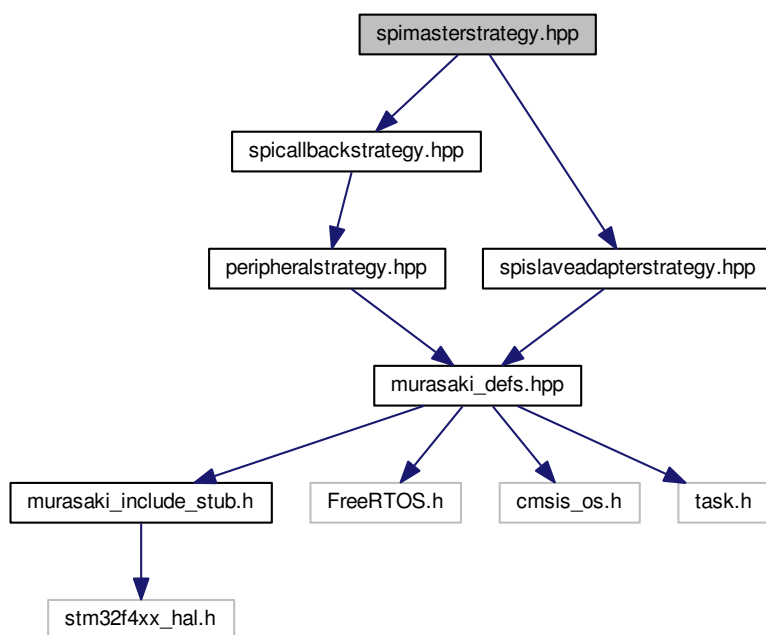 spimasterstrategy.hpp
spicallbackstrategy.hpp
peripheralstrategy.hpp
spislaveadapterstrategy.hpp
murasaki_defs.hpp
murasaki_include_stub.h
FreeRTOS.h
cmsis_os.h
task.h
stm32f4xx_hal.h